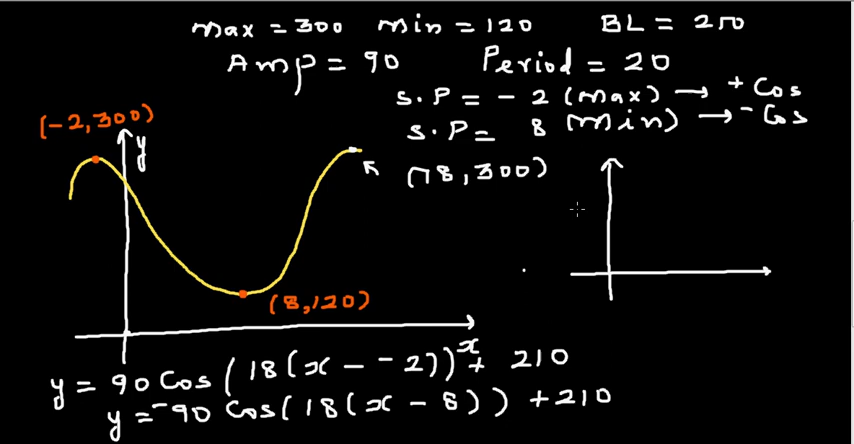 max = 300 min = 120 BL = 210
Amp = 90 Period = 20
S.P = - 2 (max) → + Cos
S.P = 8 (min) → - Cos
(-2,300)
y
(18,300)
(8,120)
x
y = 90 Cos (18(x - -2)) + 210
y = -90 Cos(18(x - 8)) + 210